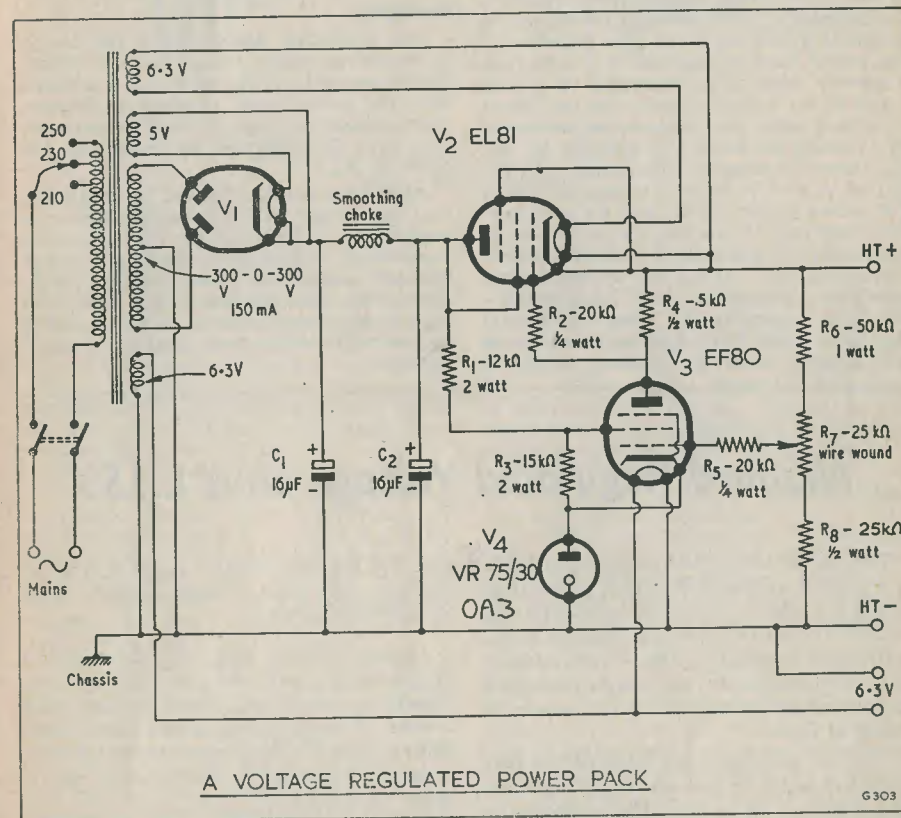 6·3 V
5V
250
230
210
V₁
300-0-300
V V
150mA
6·3V
Mains
Chassis
Smoothing
choke
C₁
16µF
+
-
C₂
16µF
+
-
V₂ EL81
R₁-12kΩ
2 watt
R₂-20kΩ
¼ watt
R₄-·5kΩ
½ watt
V₃ EF80
R₃-15kΩ
2 watt
R₅-20kΩ
¼ watt
V₄
VR 75/30
OA3
HT+
R₆-50kΩ
1 watt
R₇-25kΩ
wire wound
R₈-25kΩ
½ watt
HT-
6·3V
A VOLTAGE REGULATED POWER PACK
G303